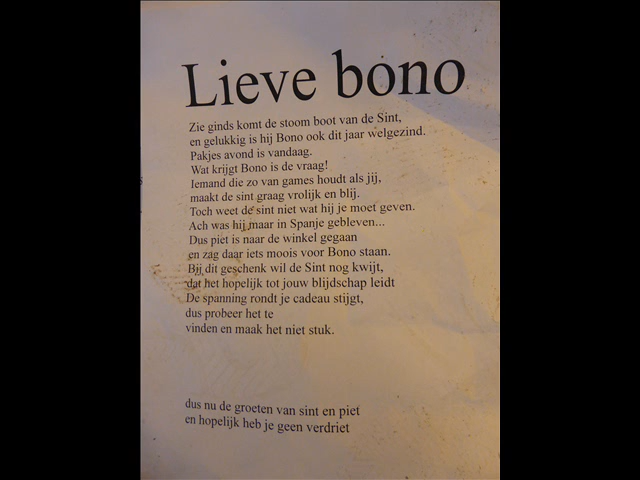 Lieve bono
Zie ginds komt de stoom boot van de Sint,
en gelukkig is hij Bono ook dit jaar welgezind.
Pakjes avond is vandaag.
Wat krijgt Bono is de vraag!
Iemand die zo van games houdt als jij,
maakt de sint graag vrolijk en blij.
Toch weet de sint niet wat hij je moet geven.
Ach was hij maar in Spanje gebleven...
Dus piet is naar de winkel gegaan
en zag daar iets moois voor Bono staan.
Bij dit geschenk wil de Sint nog kwijt,
dat het hopelijk tot jouw blijdschap leidt
De spanning rondt je cadeau stijgt,
dus probeer het te
vinden en maak het niet stuk.
dus nu de groeten van sint en piet
en hopelijk heb je geen verdriet